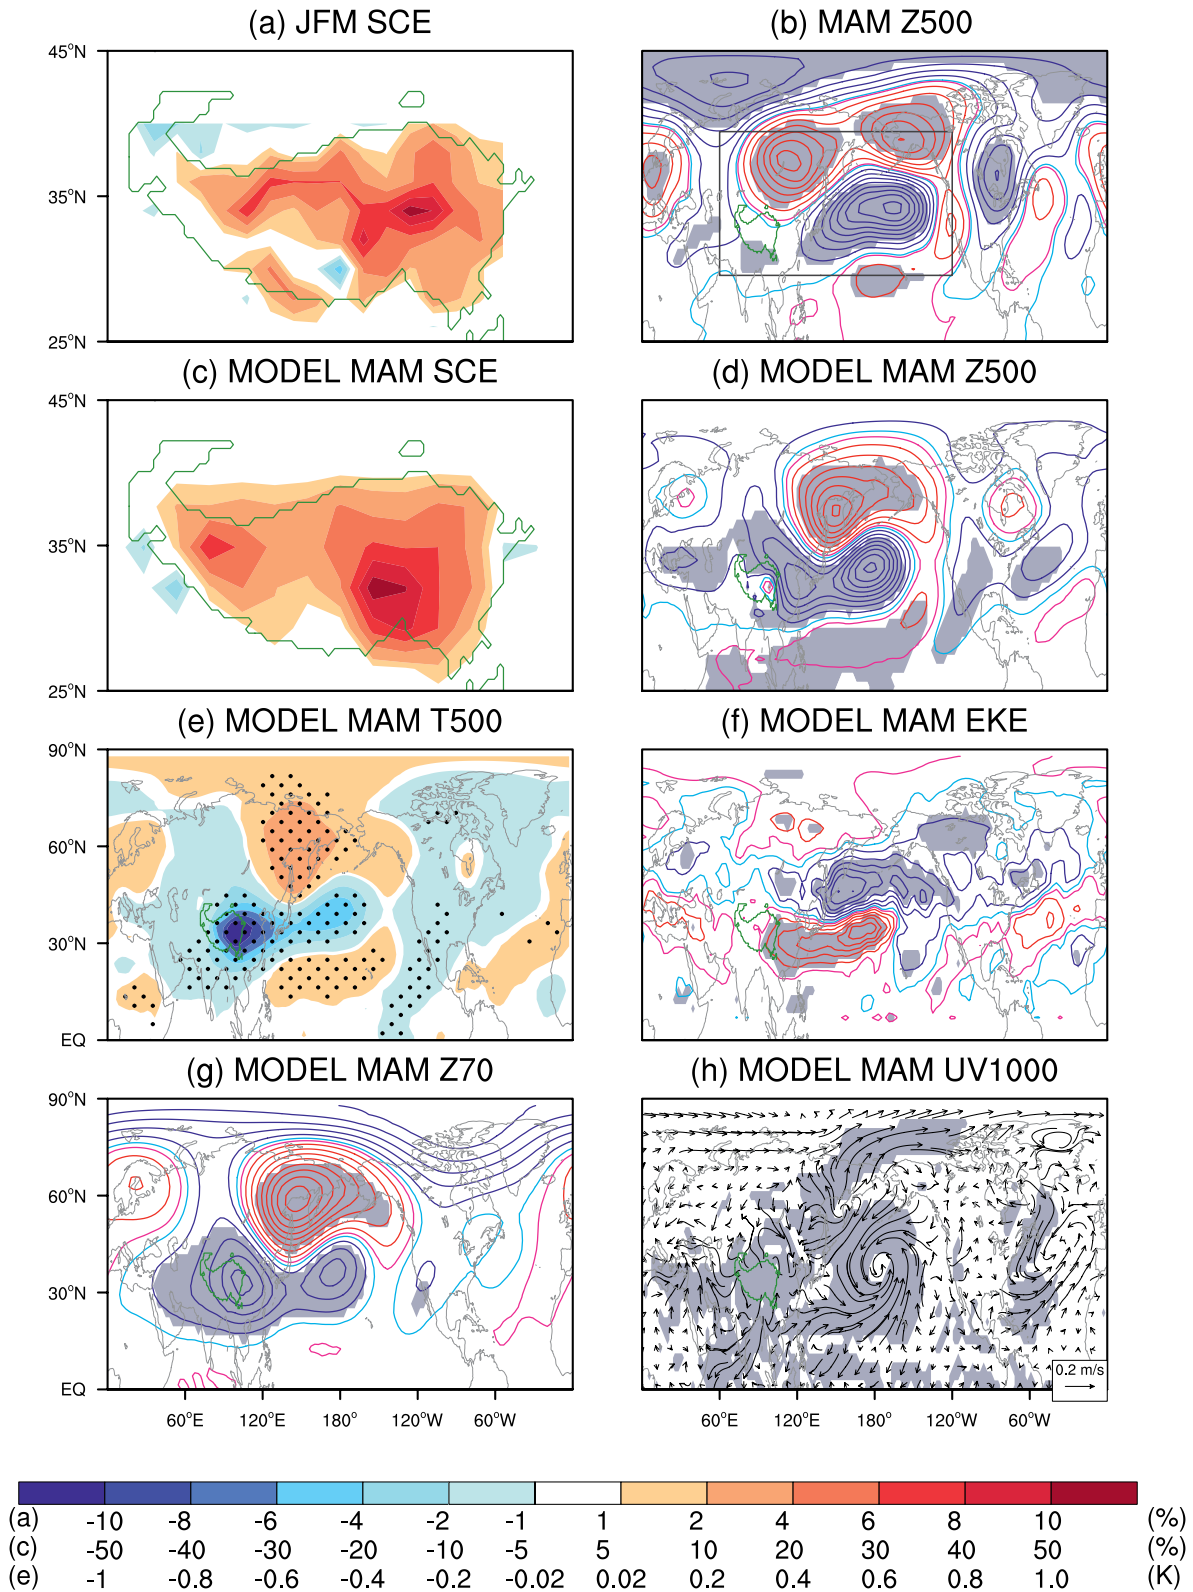 (a) JFM SCE
(b) MAM Z500
45°N
35°N
25°N
(c) MODEL MAM SCE
(d) MODEL MAM Z500
45°N
35°N
25°N
(e) MODEL MAM T500
(f) MODEL MAM EKE
90°N
60°N
30°N
EQ
(g) MODEL MAM Z70
(h) MODEL MAM UV1000
90°N
60°N
30°N
EQ
0.2 m/s
60°E 120°E 180° 120°W 60°W
60°E 120°E 180° 120°W 60°W
(a) -10 -8 -6 -4 -2 -1 1 2 4 6 8 10 (%)
(c) -50 -40 -30 -20 -10 -5 5 10 20 30 40 50 (%)
(e) -1 -0.8 -0.6 -0.4 -0.2 -0.02 0.02 0.2 0.4 0.6 0.8 1.0 (K)